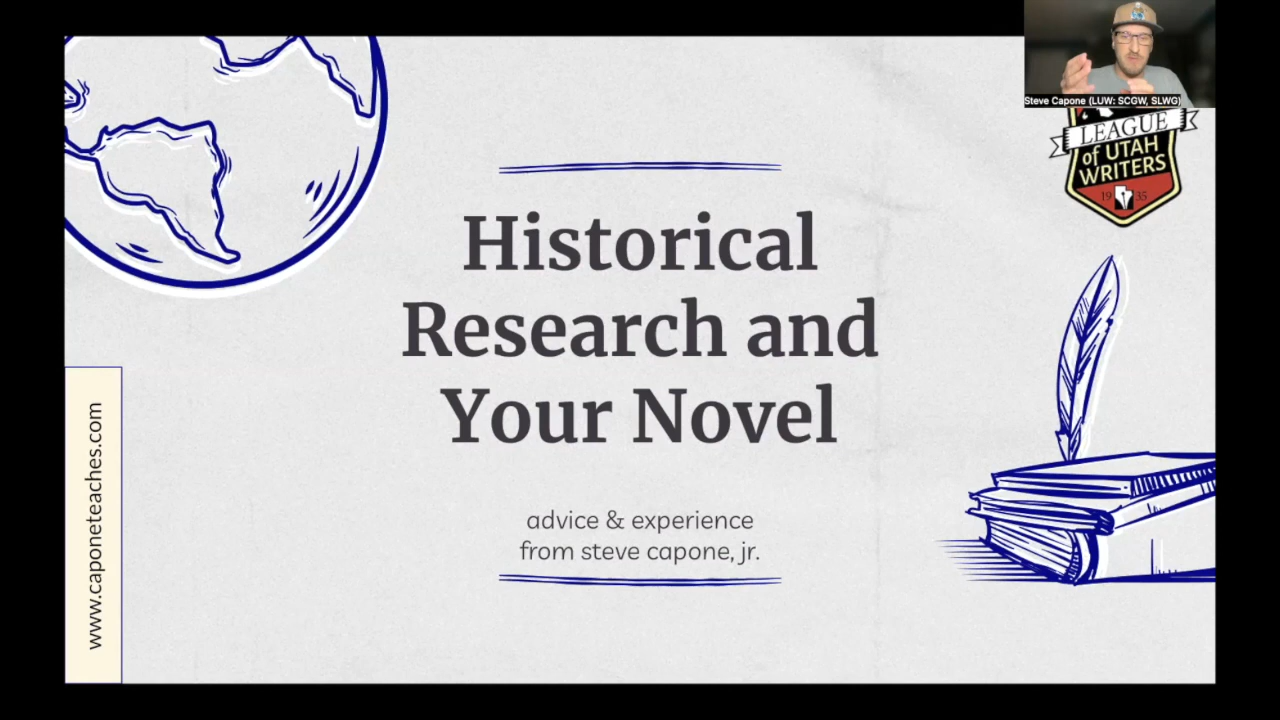 Steve Capone (LUW: SCGW, SLWG)
LEAGUE
of UTAH
WRITERS
19 35
Historical
Research and
Your Novel
advice & experience
from steve capone, jr.
www.caponeteaches.com